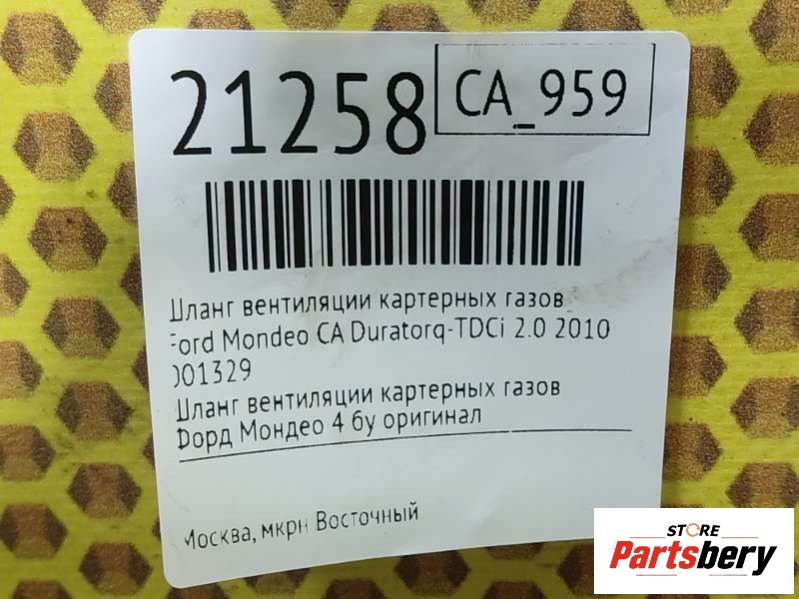 21258
CA_959
Шланг вентиляции картерных газов
Ford Mondeo CA Duratorq-TDCi 2.0 2010
001329
Шланг вентиляции картерных газов
Форд Мондео 4 бу оригинал
Москва, мкрн Восточный
STORE
Partsbery